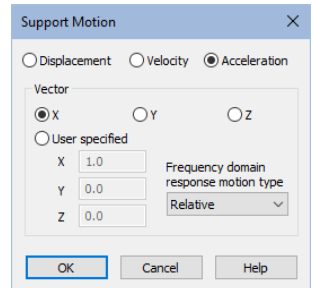 Support Motion
Displacement Velocity Acceleration
Vector
X Y Z
User specified
X 1.0
Y 0.0
Z 0.0
Frequency domain
response motion type
Relative
OK Cancel Help